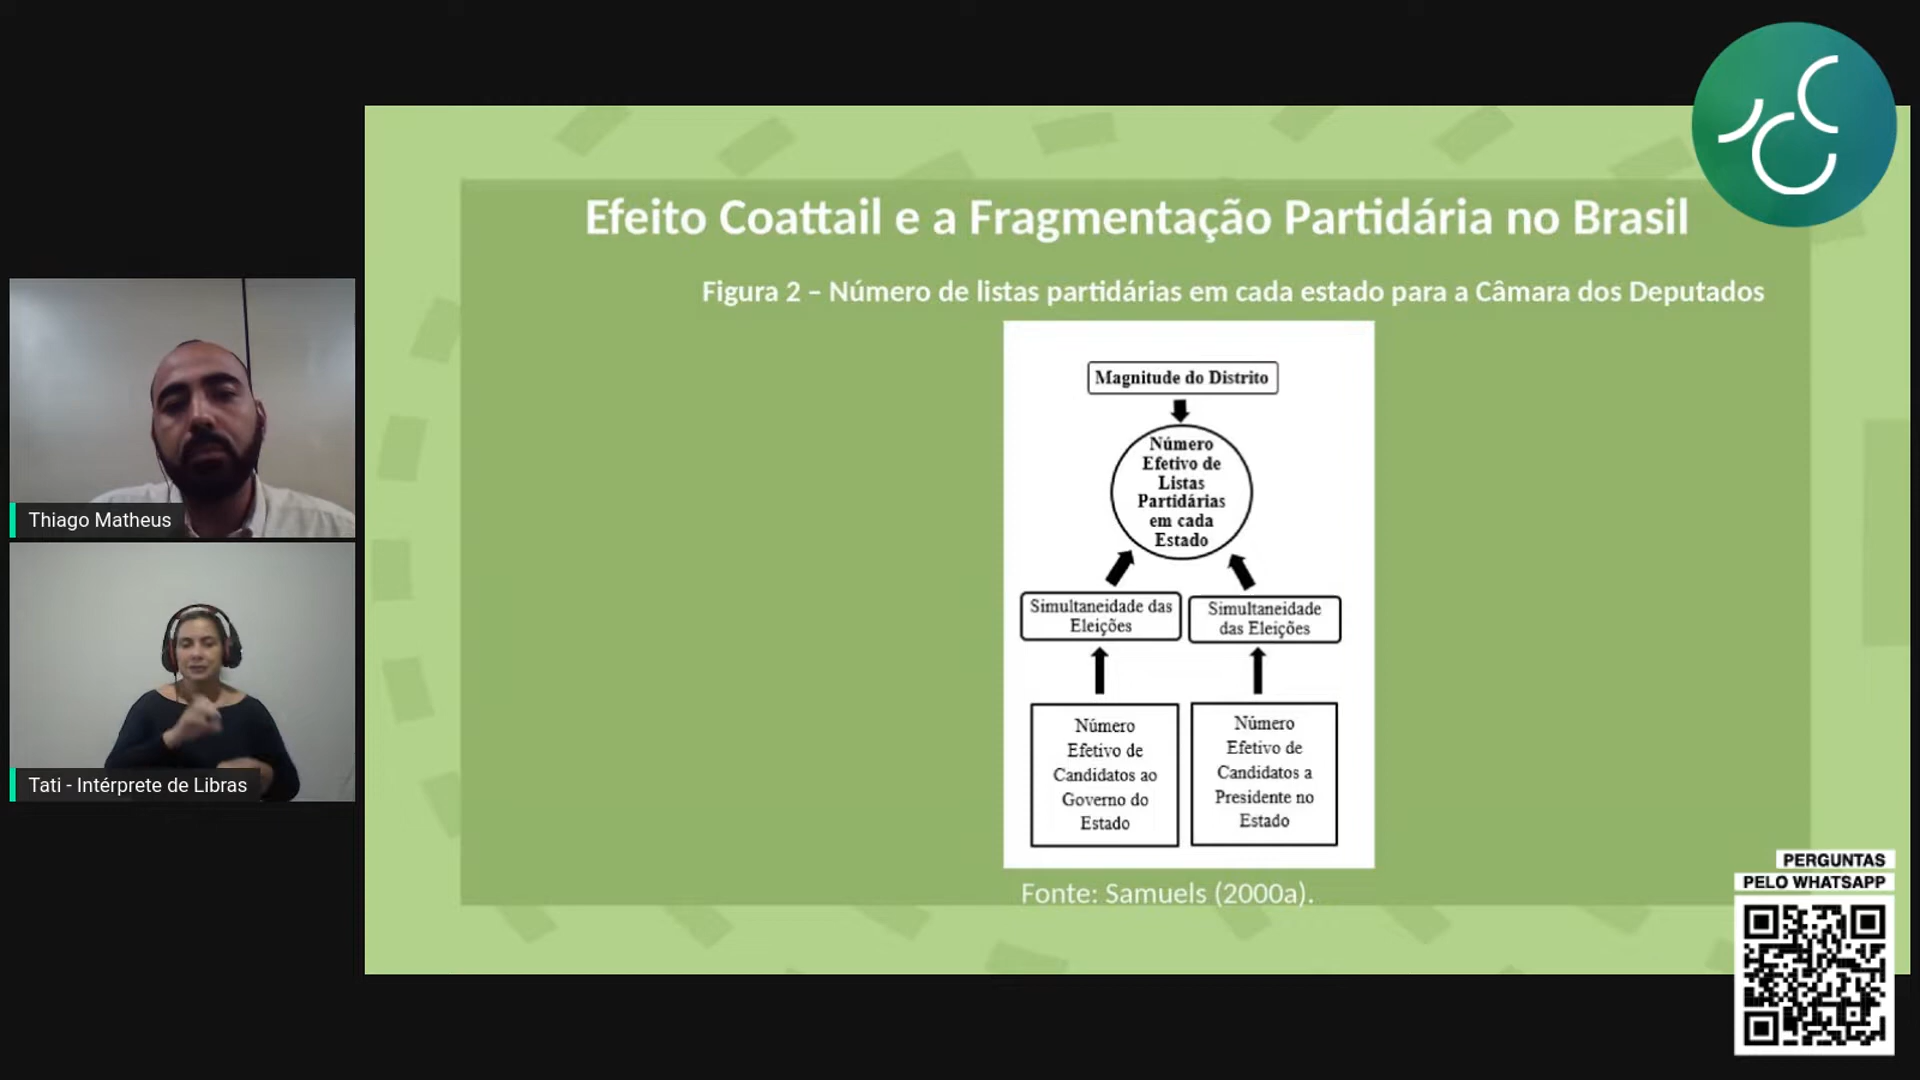 Efeito Coattail e a Fragmentação Partidária no Brasil
Figura 2 – Número de listas partidárias em cada estado para a Câmara dos Deputados
Magnitude do Distrito
Número
Efetivo de
Listas
Partidárias
em cada
Estado
Simultaneidade das
Eleições
Simultaneidade
das Eleições
Número
Efetivo de
Candidatos ao
Governo do
Estado
Número
Efetivo de
Candidatos a
Presidente no
Estado
Fonte: Samuels (2000a).
Thiago Matheus
Tati - Intérprete de Libras
PERGUNTAS
PELO WHATSAPP